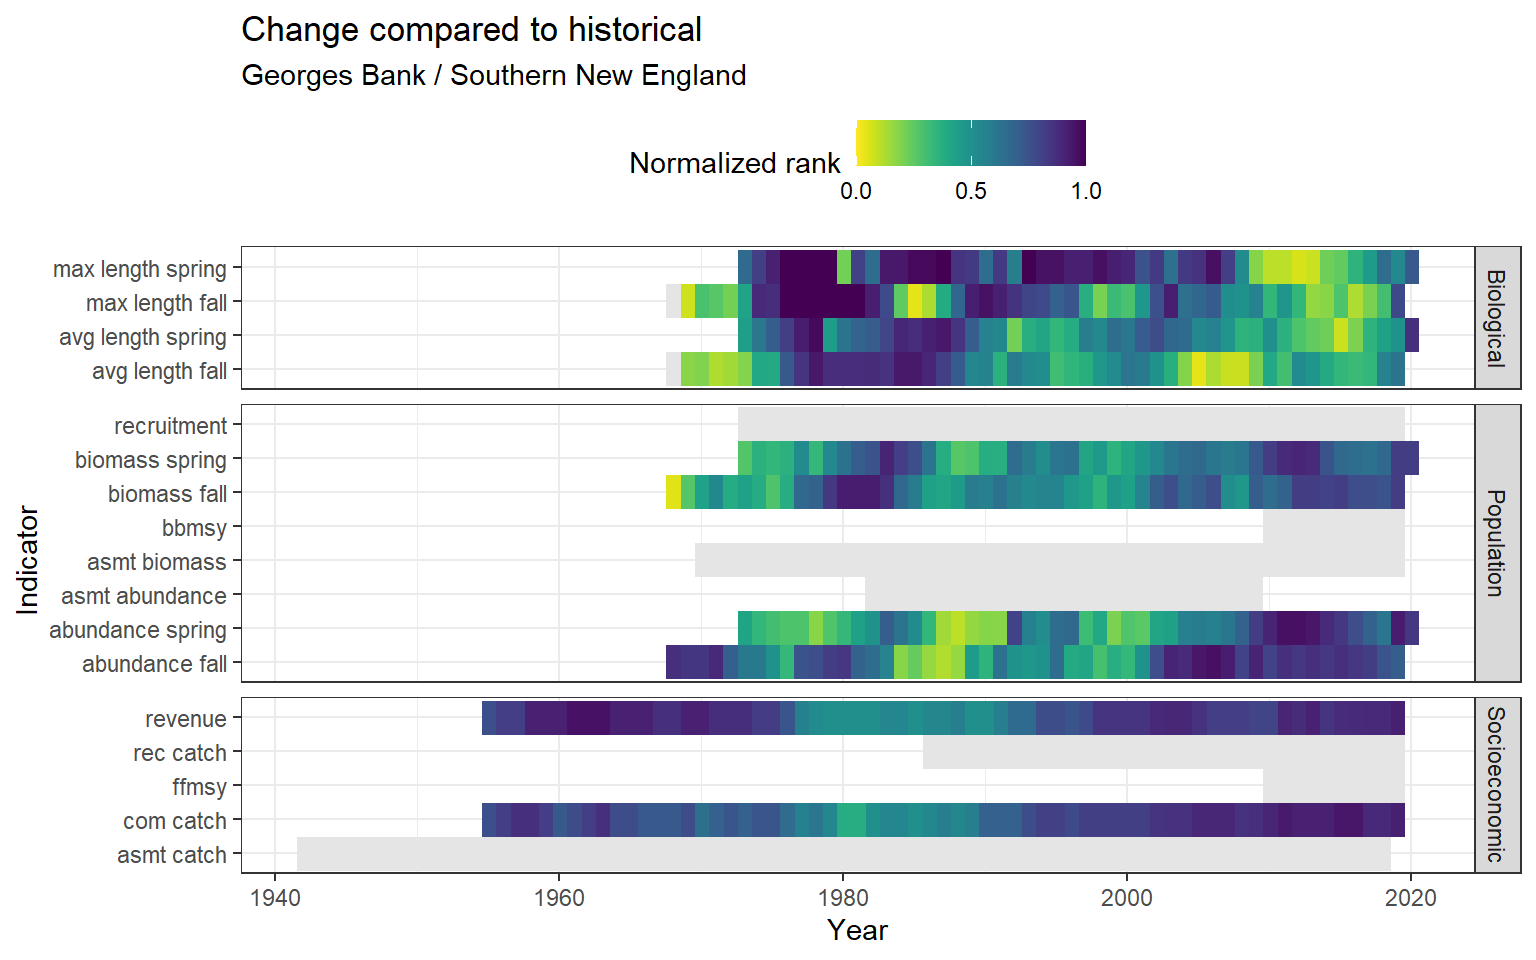 Change compared to historical
Georges Bank / Southern New England
Normalized rank
0.0 0.5 1.0
Indicator
max length spring
max length fall
avg length spring
avg length fall
Biological
recruitment
biomass spring
biomass fall
bbmsy
asmt biomass
asmt abundance
abundance spring
abundance fall
Population
revenue
rec catch
ffmsy
com catch
asmt catch
Socioeconomic
1940 1960 1980 2000 2020
Year